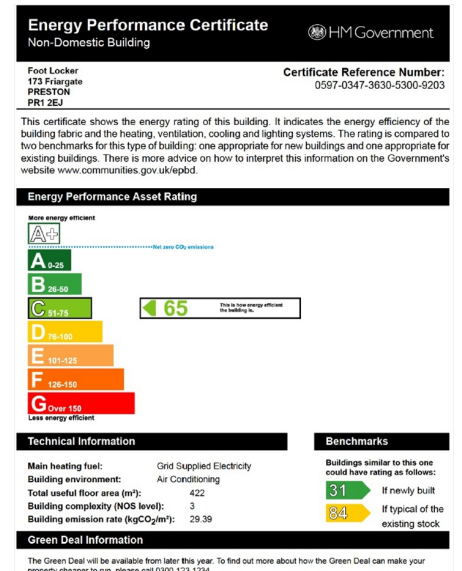 Energy Performance Certificate
Non-Domestic Building
HM Government
Foot Locker
173 Friargate
PRESTON
PR1 2EJ
Certificate Reference Number:
0597-0347-3630-5300-9203
This certificate shows the energy rating of this building. It indicates the energy efficiency of the
building fabric and the heating, ventilation, cooling and lighting systems. The rating is compared to
two benchmarks for this type of building: one appropriate for new buildings and one appropriate for
existing buildings. There is more advice on how to interpret this information on the Government's
website www.communities.gov.uk/epbd.
Energy Performance Asset Rating
More energy efficient
A+
Net zero CO₂ emissions
A 0-25
B 26-50
C 51-75
65
This is how energy efficient
the building is.
D 76-100
E 101-125
F 126-150
G Over 150
Less energy efficient
Technical Information
Main heating fuel: Grid Supplied Electricity
Building environment: Air Conditioning
Total useful floor area (m²): 422
Building complexity (NOS level): 3
Building emission rate (kgCO₂/m²): 29.39
Benchmarks
Buildings similar to this one
could have rating as follows:
31 If newly built
84 If typical of the
existing stock
Green Deal Information
The Green Deal will be available from later this year. To find out more about how the Green Deal can make your
property cheaper to run, please call 0300 123 1234